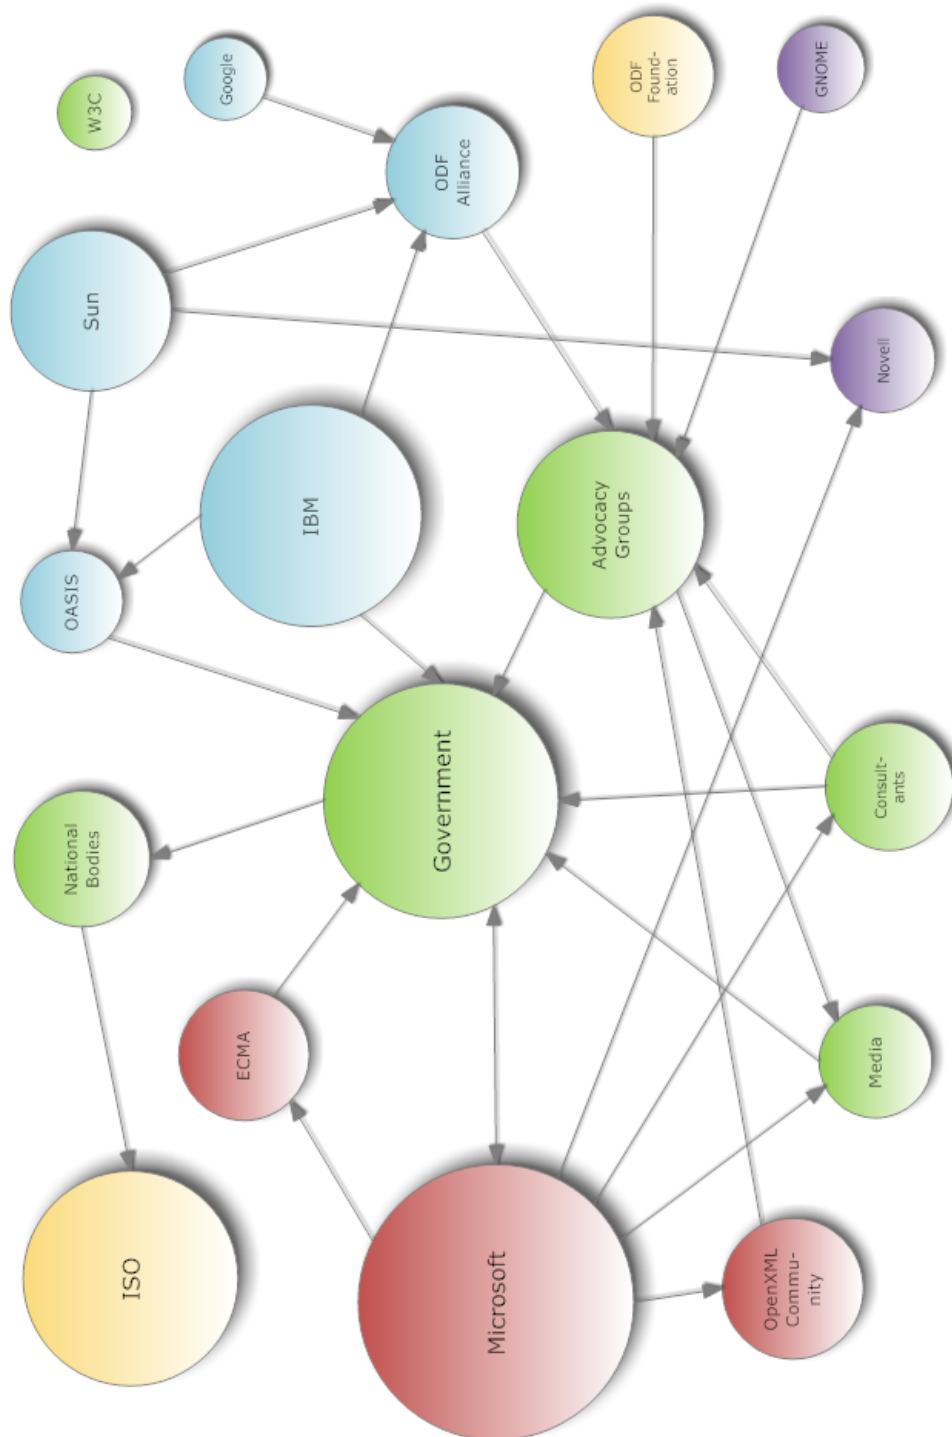 ISO
National
Bodies
OASIS
Sun
W3C
ECMA
IBM
Google
Microsoft
Government
ODF
Alliance
Advocacy
Groups
ODF
Found-
ation
OpenXML
Commu-
nity
Media
Consult-
ants
Novell
GNOME